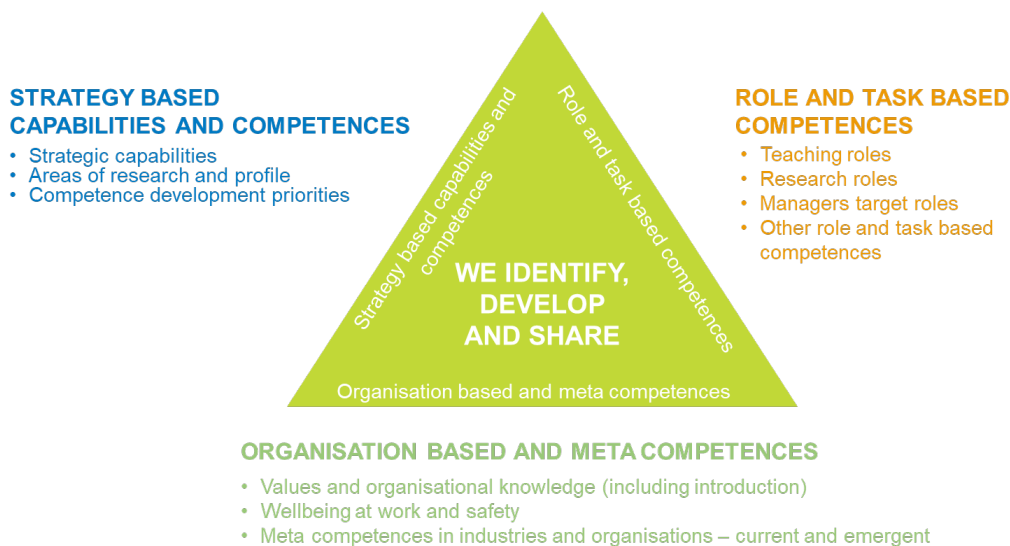 STRATEGY BASED
CAPABILITIES AND COMPETENCES
• Strategic capabilities
• Areas of research and profile
• Competence development priorities
Strategy based capabilities and
competences
Role and task based competences
WE IDENTIFY,
DEVELOP
AND SHARE
Organisation based and meta competences
ROLE AND TASK BASED
COMPETENCES
• Teaching roles
• Research roles
• Managers target roles
• Other role and task based
competences
ORGANISATION BASED AND META COMPETENCES
• Values and organisational knowledge (including introduction)
• Wellbeing at work and safety
• Meta competences in industries and organisations – current and emergent